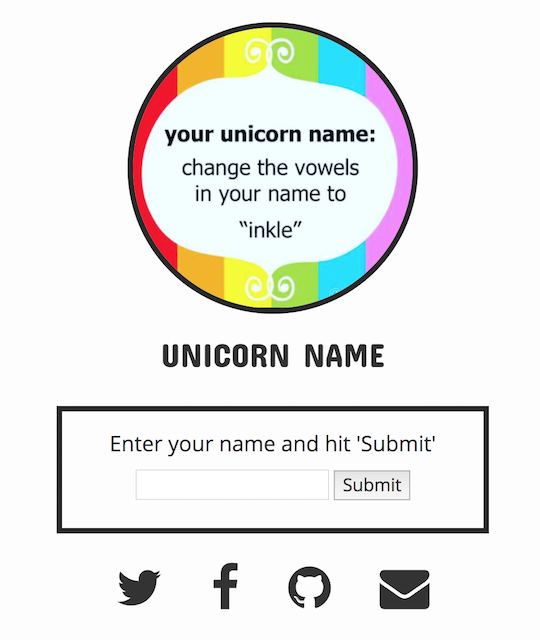 your unicorn name:
change the vowels
in your name to
“inkle”
UNICORN NAME
Enter your name and hit 'Submit'
Submit